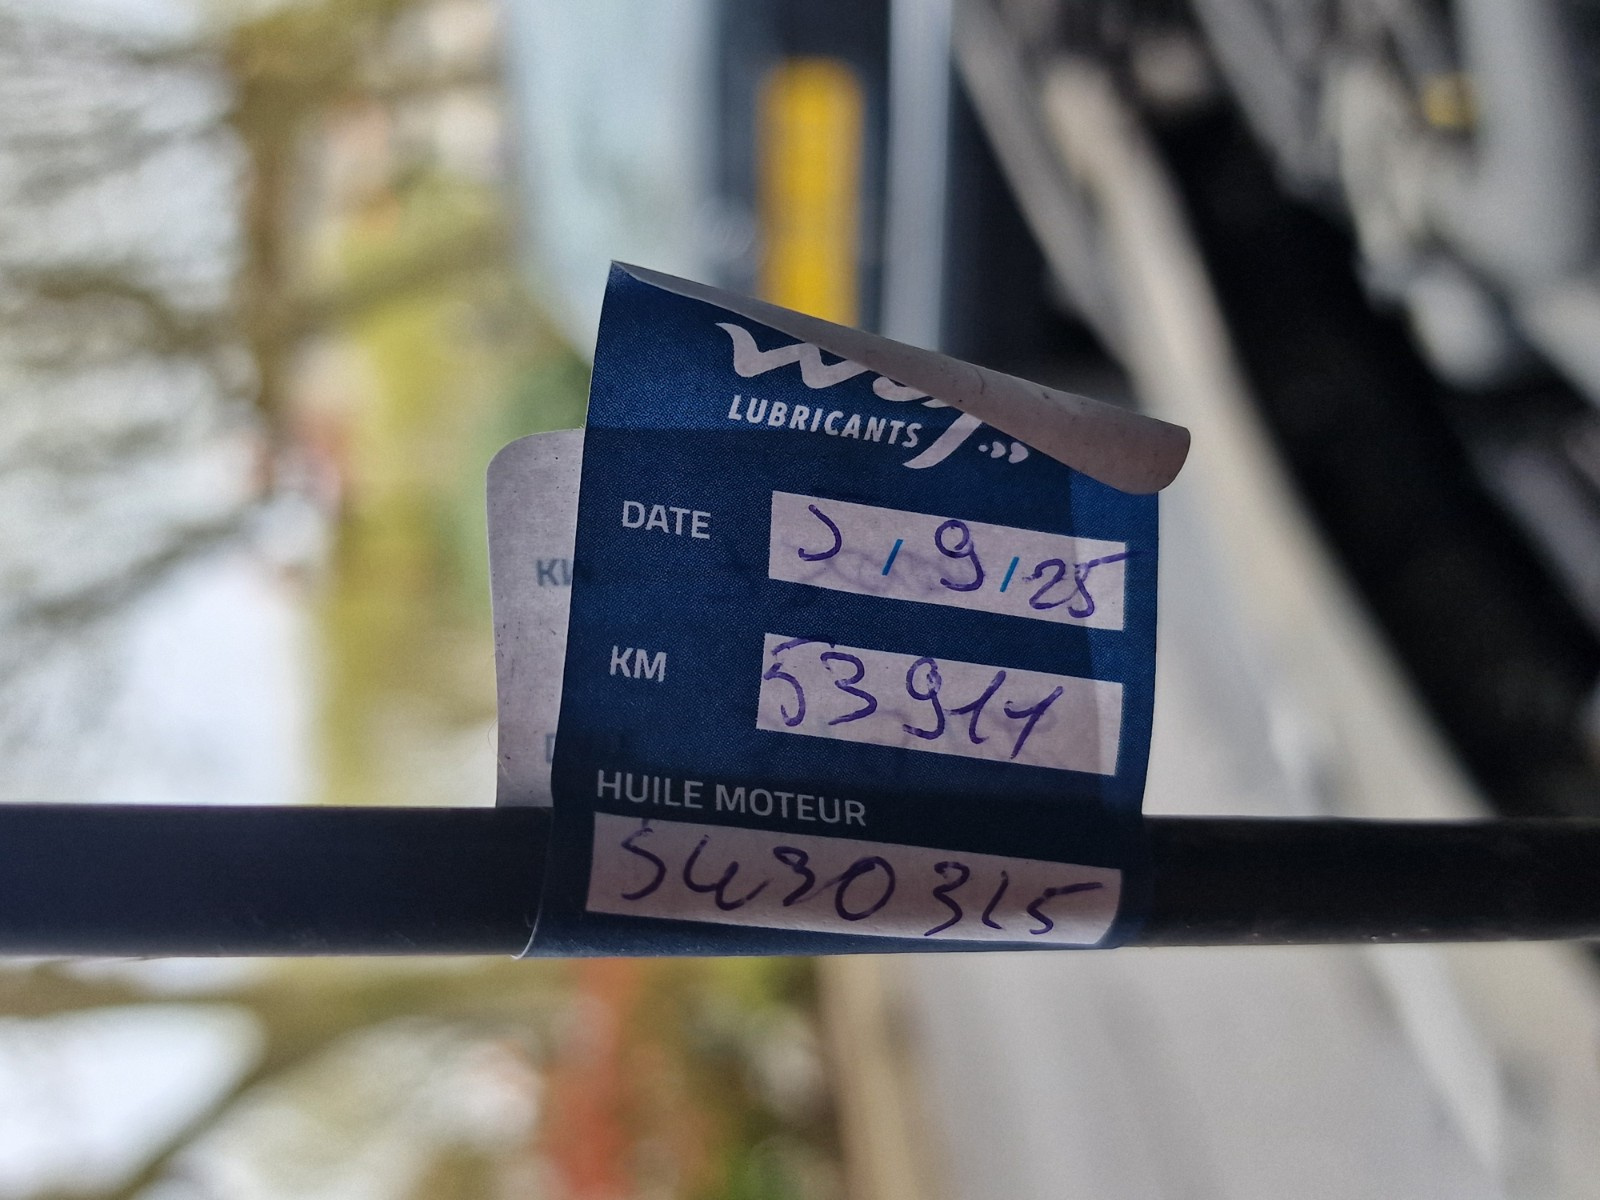 LUBRICANTS
DATE / 9 / 25
KM 53911
HUILE MOTEUR
5430315